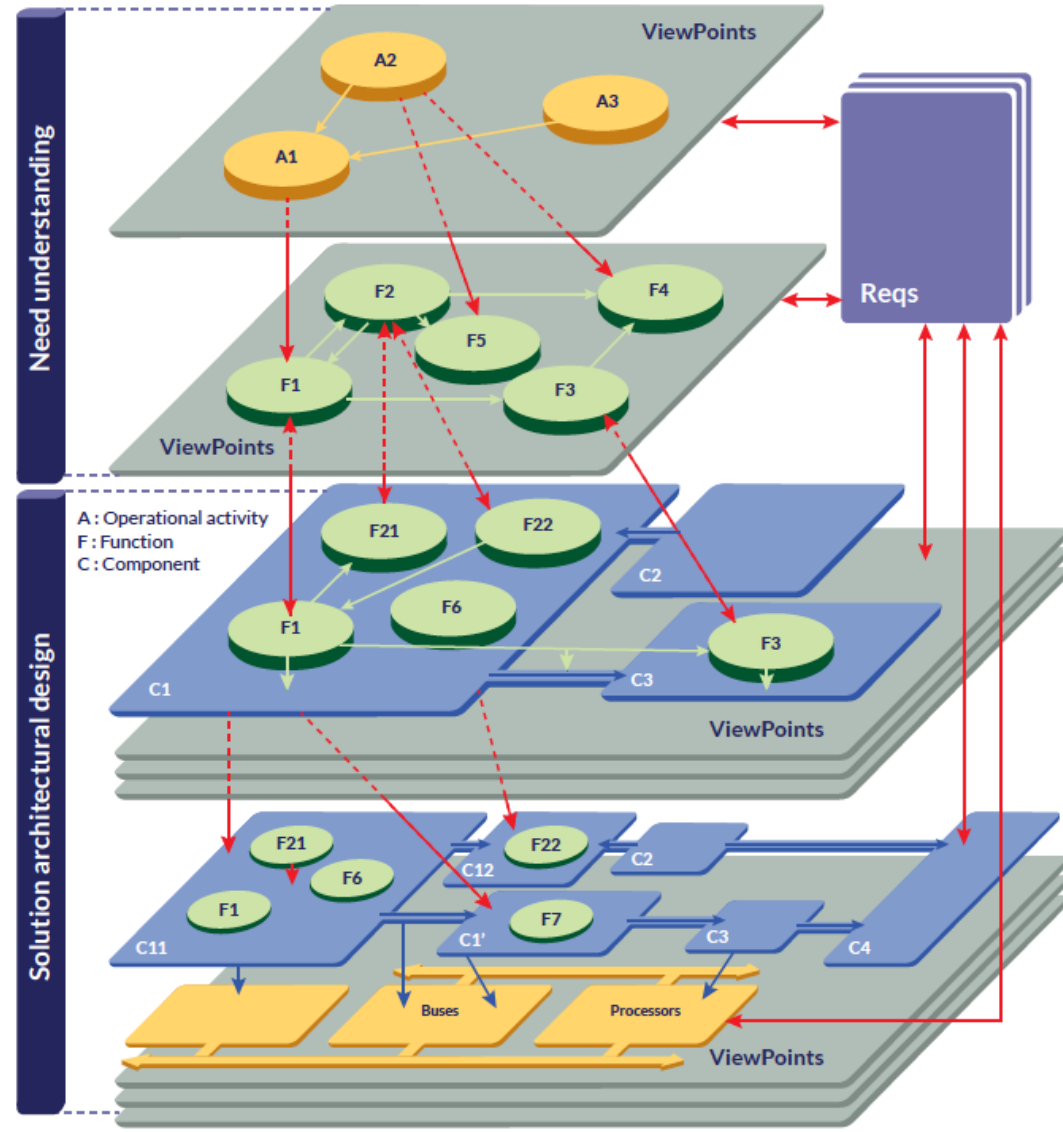 Need understanding
ViewPoints
A2
A3
A1
Reqs
F2
F4
F5
F1
F3
ViewPoints
Solution architectural design
A : Operational activity
F : Function
C : Component
F21
F22
C2
F6
F1
F3
C1
C3
ViewPoints
F21
F22
C2
C12
F6
F1
F7
C11
C1’
C3
C4
Buses
Processors
ViewPoints